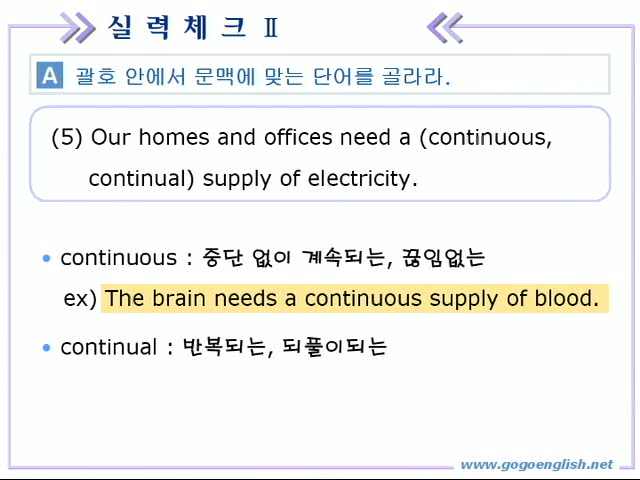 실력체크 Ⅱ
A 괄호 안에서 문맥에 맞는 단어를 골라라.
(5) Our homes and offices need a (continuous,
continual) supply of electricity.
• continuous : 중단 없이 계속되는, 끊임없는
ex) The brain needs a continuous supply of blood.
• continual : 반복되는, 되풀이되는
www.gogoenglish.net